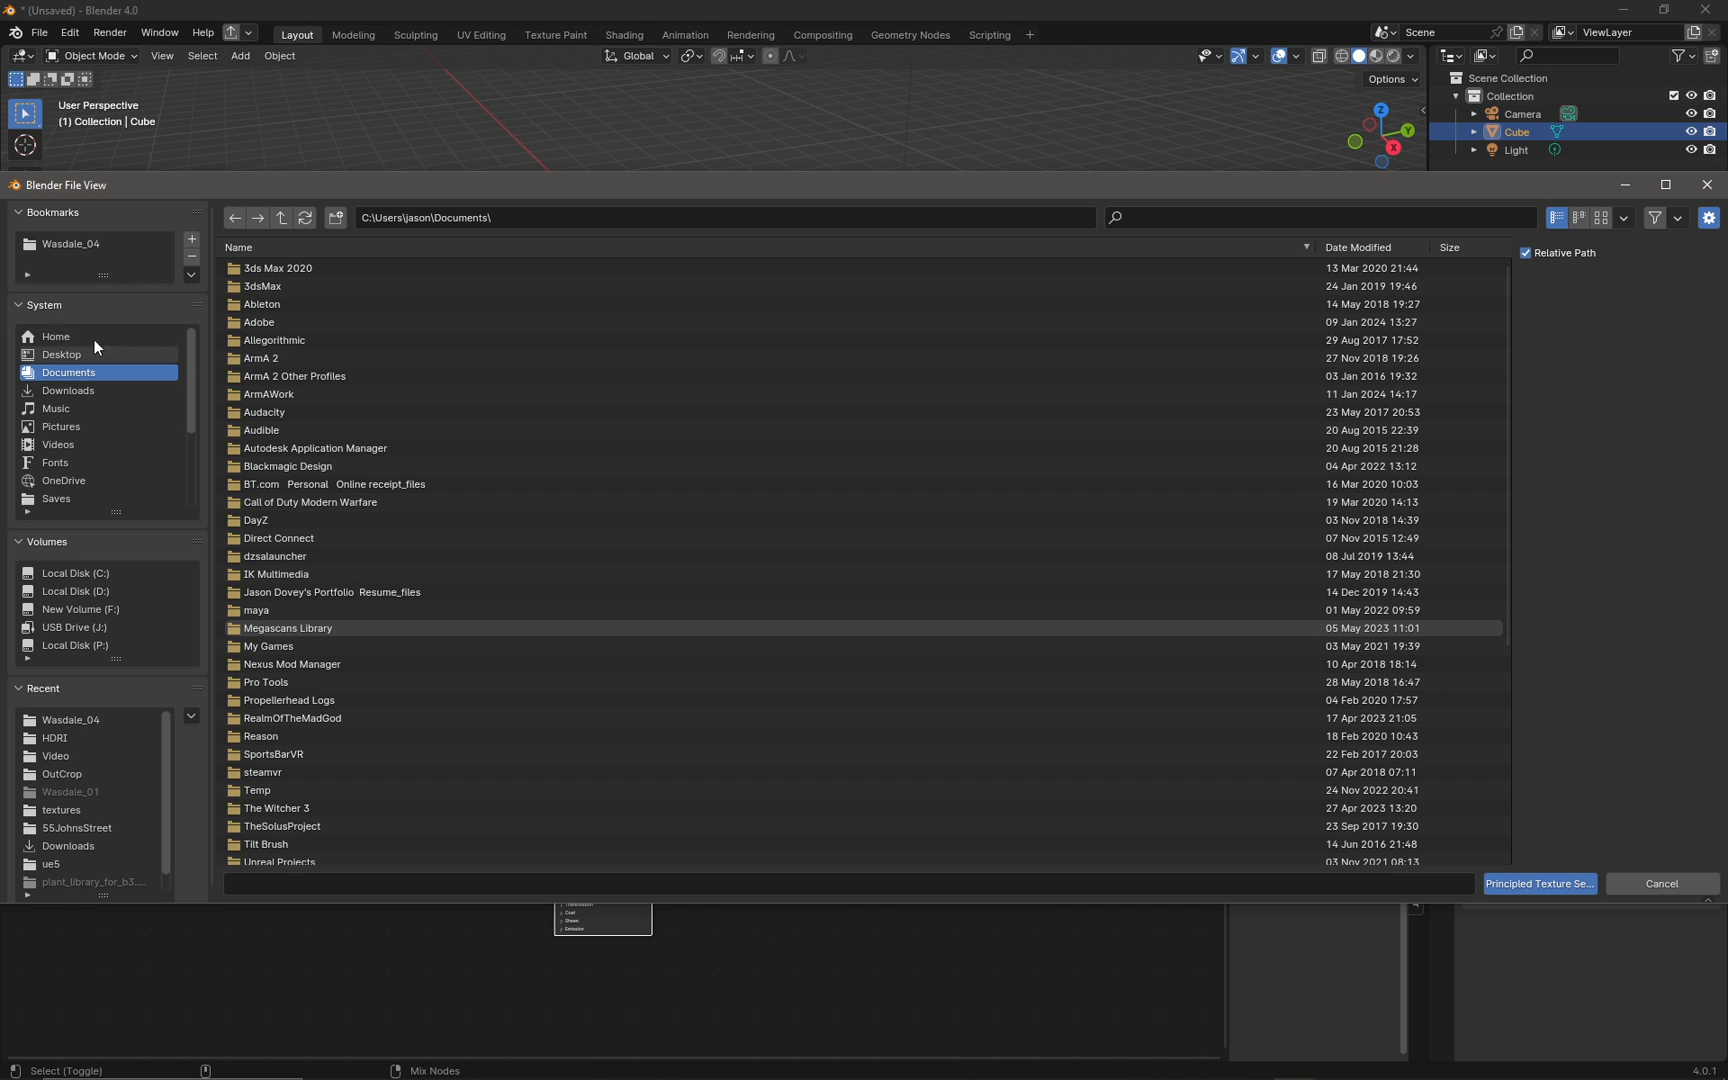 * (Unsaved) - Blender 4.0
File Edit Render Window Help Layout Modeling Sculpting UV Editing Texture Paint Shading Animation Rendering Compositing Geometry Nodes Scripting + Scene ViewLayer
Object Mode View Select Add Object Global
Options
Scene Collection
Collection
Camera
Cube
Light
User Perspective
(1) Collection | Cube
Z
Y
X
Blender File View
Bookmarks
Wasdale_04
System
Home
Desktop
Documents
Downloads
Music
Pictures
Videos
Fonts
OneDrive
Saves
Volumes
Local Disk (C:)
Local Disk (D:)
New Volume (F:)
USB Drive (J:)
Local Disk (P:)
Recent
Wasdale_04
HDRI
Video
OutCrop
Wasdale_01
textures
55JohnsStreet
Downloads
ue5
plant_library_for_b3....
C:\Users\jason\Documents\
Name Date Modified Size
3ds Max 2020 13 Mar 2020 21:44
3dsMax 24 Jan 2019 19:46
Ableton 14 May 2018 19:27
Adobe 09 Jan 2024 13:27
Allegorithmic 29 Aug 2017 17:52
ArmA 2 27 Nov 2018 19:26
ArmA 2 Other Profiles 03 Jan 2016 19:32
ArmAWork 11 Jan 2024 14:17
Audacity 23 May 2017 20:53
Audible 20 Aug 2015 22:39
Autodesk Application Manager 20 Aug 2015 21:28
Blackmagic Design 04 Apr 2022 13:12
BT.com Personal Online receipt_files 16 Mar 2020 10:03
Call of Duty Modern Warfare 19 Mar 2020 14:13
DayZ 03 Nov 2018 14:39
Direct Connect 07 Nov 2015 12:49
dzsalauncher 08 Jul 2019 13:44
IK Multimedia 17 May 2018 21:30
Jason Dovey's Portfolio Resume_files 14 Dec 2019 14:43
maya 01 May 2022 09:59
Megascans Library 05 May 2023 11:01
My Games 03 May 2021 19:39
Nexus Mod Manager 10 Apr 2018 18:14
Pro Tools 28 May 2018 16:47
Propellerhead Logs 04 Feb 2020 17:57
RealmOfTheMadGod 17 Apr 2023 21:05
Reason 18 Feb 2020 10:43
SportsBarVR 22 Feb 2017 20:03
steamvr 07 Apr 2018 07:11
Temp 24 Nov 2022 20:41
The Witcher 3 27 Apr 2023 13:20
TheSolusProject 23 Sep 2017 19:30
Tilt Brush 14 Jun 2016 21:48
Unreal Projects 03 Nov 2021 08:13
Relative Path
Principled Texture Se... Cancel
Transmission
Coat
Sheen
Emission
Select (Toggle) Mix Nodes 4.0.1